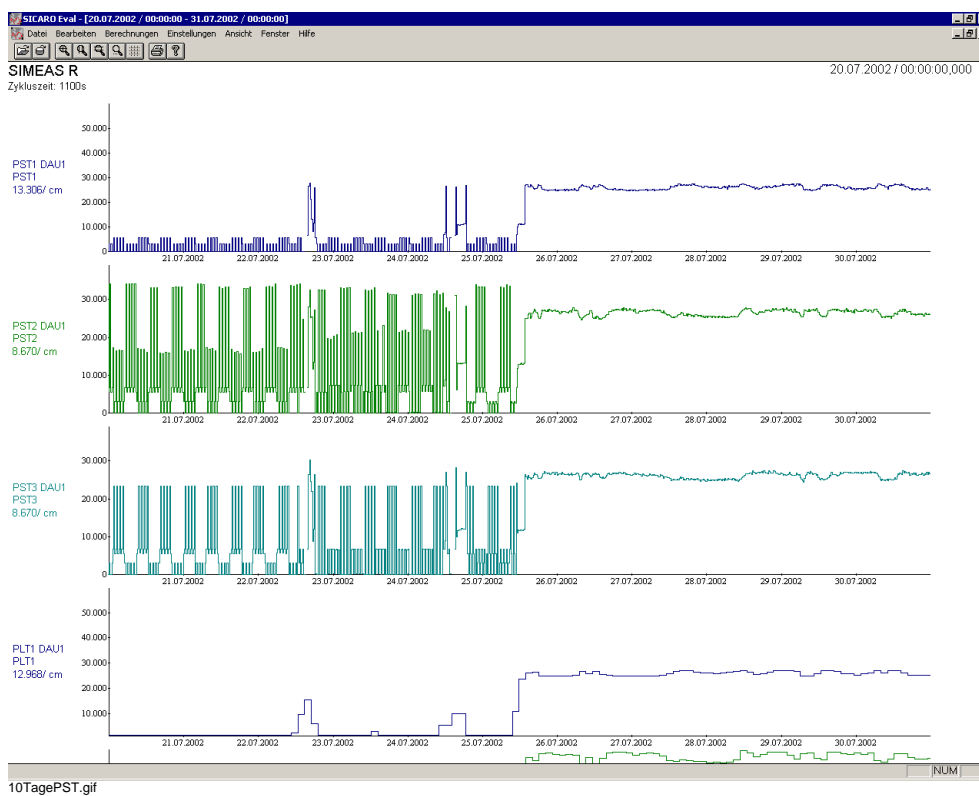 SICARO Eval - [20.07.2002 / 00:00:00 - 31.07.2002 / 00:00:00]
Datei Bearbeiten Berechnungen Einstellungen Ansicht Fenster Hilfe
SIMEAS R
20.07.2002 / 00:00:00,000
Zykluszeit: 1100s
50.000
40.000
30.000
20.000
10.000
0
PST1 DAU1
PST1
13.306/ cm
21.07.2002 22.07.2002 23.07.2002 24.07.2002 25.07.2002 26.07.2002 27.07.2002 28.07.2002 29.07.2002 30.07.2002
30.000
20.000
10.000
0
PST2 DAU1
PST2
8.670/ cm
21.07.2002 22.07.2002 23.07.2002 24.07.2002 25.07.2002 26.07.2002 27.07.2002 28.07.2002 29.07.2002 30.07.2002
30.000
20.000
10.000
0
PST3 DAU1
PST3
8.670/ cm
21.07.2002 22.07.2002 23.07.2002 24.07.2002 25.07.2002 26.07.2002 27.07.2002 28.07.2002 29.07.2002 30.07.2002
50.000
40.000
30.000
20.000
10.000
PLT1 DAU1
PLT1
12.968/ cm
21.07.2002 22.07.2002 23.07.2002 24.07.2002 25.07.2002 26.07.2002 27.07.2002 28.07.2002 29.07.2002 30.07.2002
NUM
10TagePST.gif